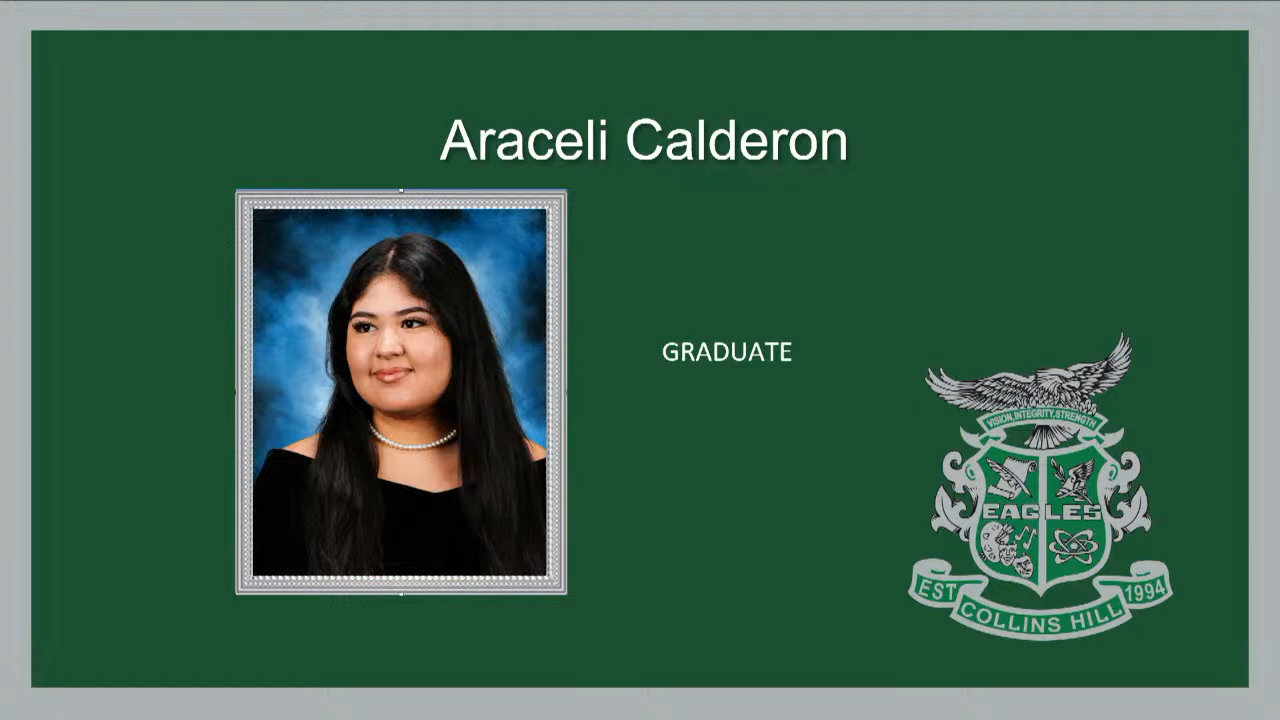 Araceli Calderon
GRADUATE
VISION, INTEGRITY, STRENGTH
EAGLES
EST 1994
COLLINS HILL